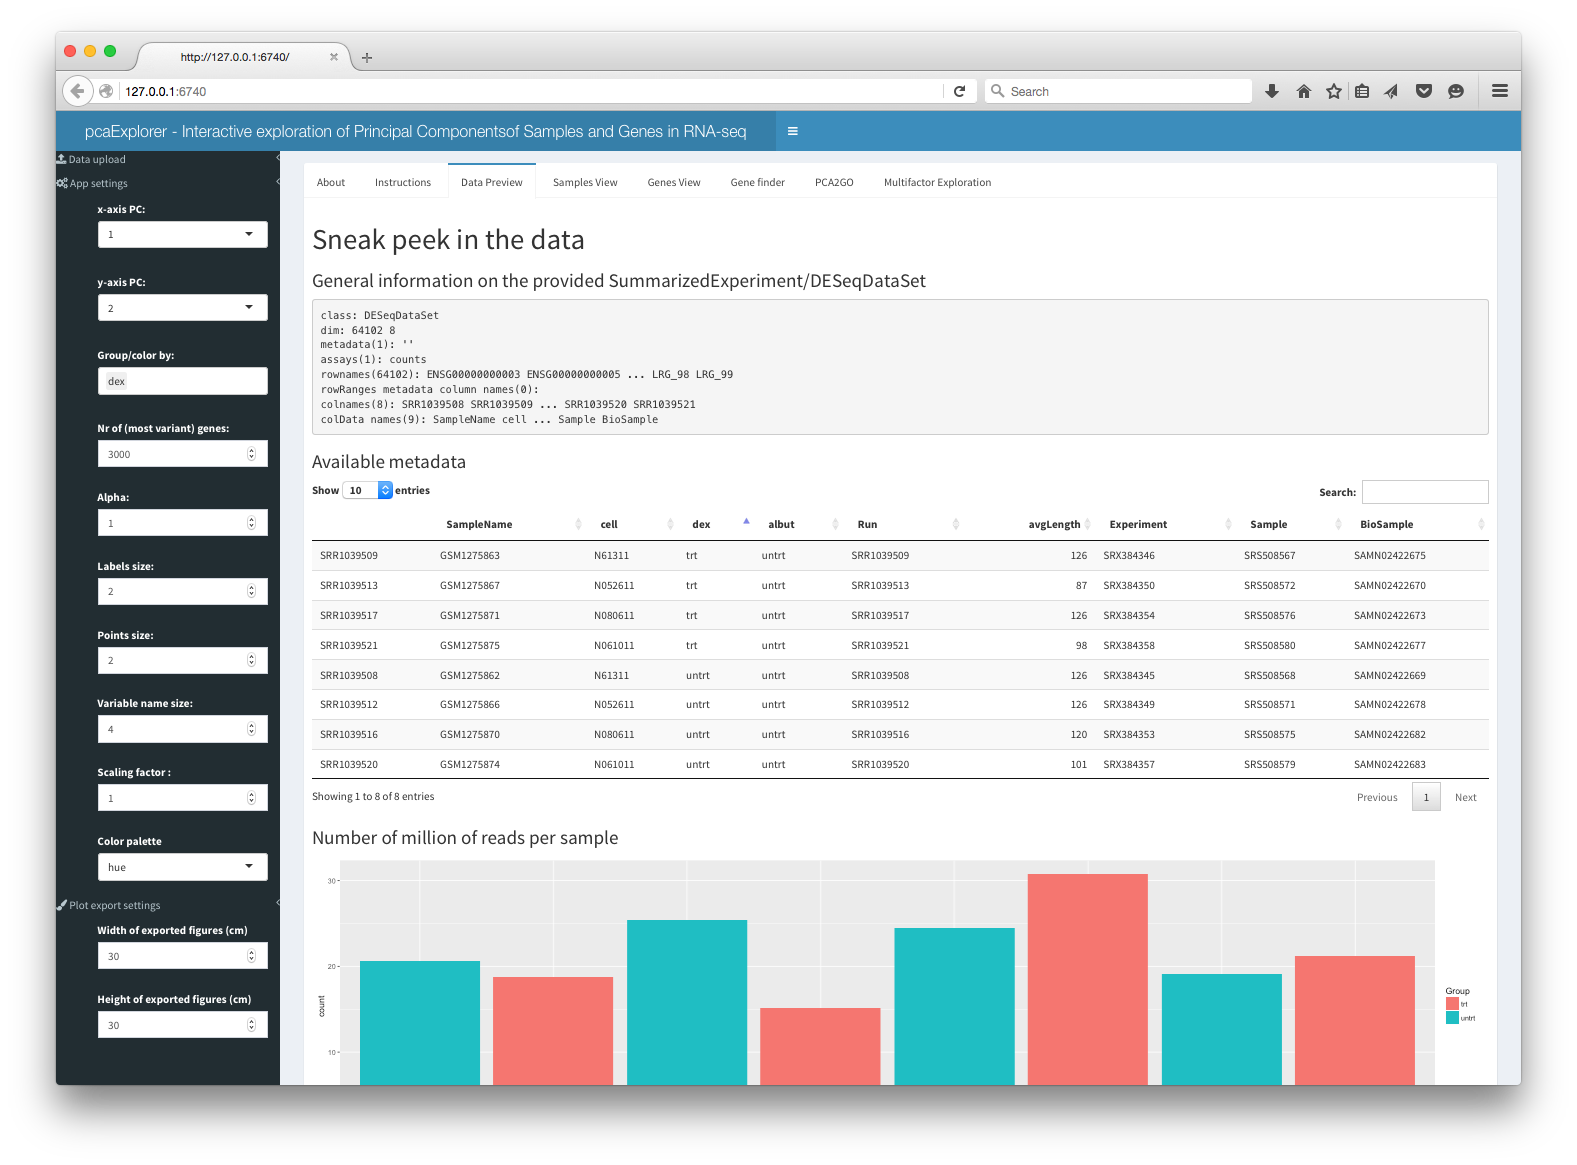 http://127.0.0.1:6740/
127.0.0.1:6740
Search
pcaExplorer - Interactive exploration of Principal Componentsof Samples and Genes in RNA-seq
Data upload
App settings
x-axis PC:
1
y-axis PC:
2
Group/color by:
dex
Nr of (most variant) genes:
3000
Alpha:
1
Labels size:
2
Points size:
2
Variable name size:
4
Scaling factor :
1
Color palette
hue
Plot export settings
Width of exported figures (cm)
30
Height of exported figures (cm)
30
About Instructions Data Preview Samples View Genes View Gene finder PCA2GO Multifactor Exploration
Sneak peek in the data
General information on the provided SummarizedExperiment/DESeqDataSet
class: DESeqDataSet
dim: 64102 8
metadata(1): ''
assays(1): counts
rownames(64102): ENSG00000000003 ENSG00000000005 ... LRG_98 LRG_99
rowRanges metadata column names(0):
colnames(8): SRR1039508 SRR1039509 ... SRR1039520 SRR1039521
colData names(9): SampleName cell ... Sample BioSample
Available metadata
Show 10 entries
Search:
SampleName cell dex albut Run avgLength Experiment Sample BioSample
SRR1039509 GSM1275863 N61311 trt untrt SRR1039509 126 SRX384346 SRS508567 SAMN02422675
SRR1039513 GSM1275867 N052611 trt untrt SRR1039513 87 SRX384350 SRS508572 SAMN02422670
SRR1039517 GSM1275871 N080611 trt untrt SRR1039517 126 SRX384354 SRS508576 SAMN02422673
SRR1039521 GSM1275875 N061011 trt untrt SRR1039521 98 SRX384358 SRS508580 SAMN02422677
SRR1039508 GSM1275862 N61311 untrt untrt SRR1039508 126 SRX384345 SRS508568 SAMN02422669
SRR1039512 GSM1275866 N052611 untrt untrt SRR1039512 126 SRX384349 SRS508571 SAMN02422678
SRR1039516 GSM1275870 N080611 untrt untrt SRR1039516 120 SRX384353 SRS508575 SAMN02422682
SRR1039520 GSM1275874 N061011 untrt untrt SRR1039520 101 SRX384357 SRS508579 SAMN02422683
Showing 1 to 8 of 8 entries
Previous 1 Next
Number of million of reads per sample
30
20
10
count
Group
trt
untrt